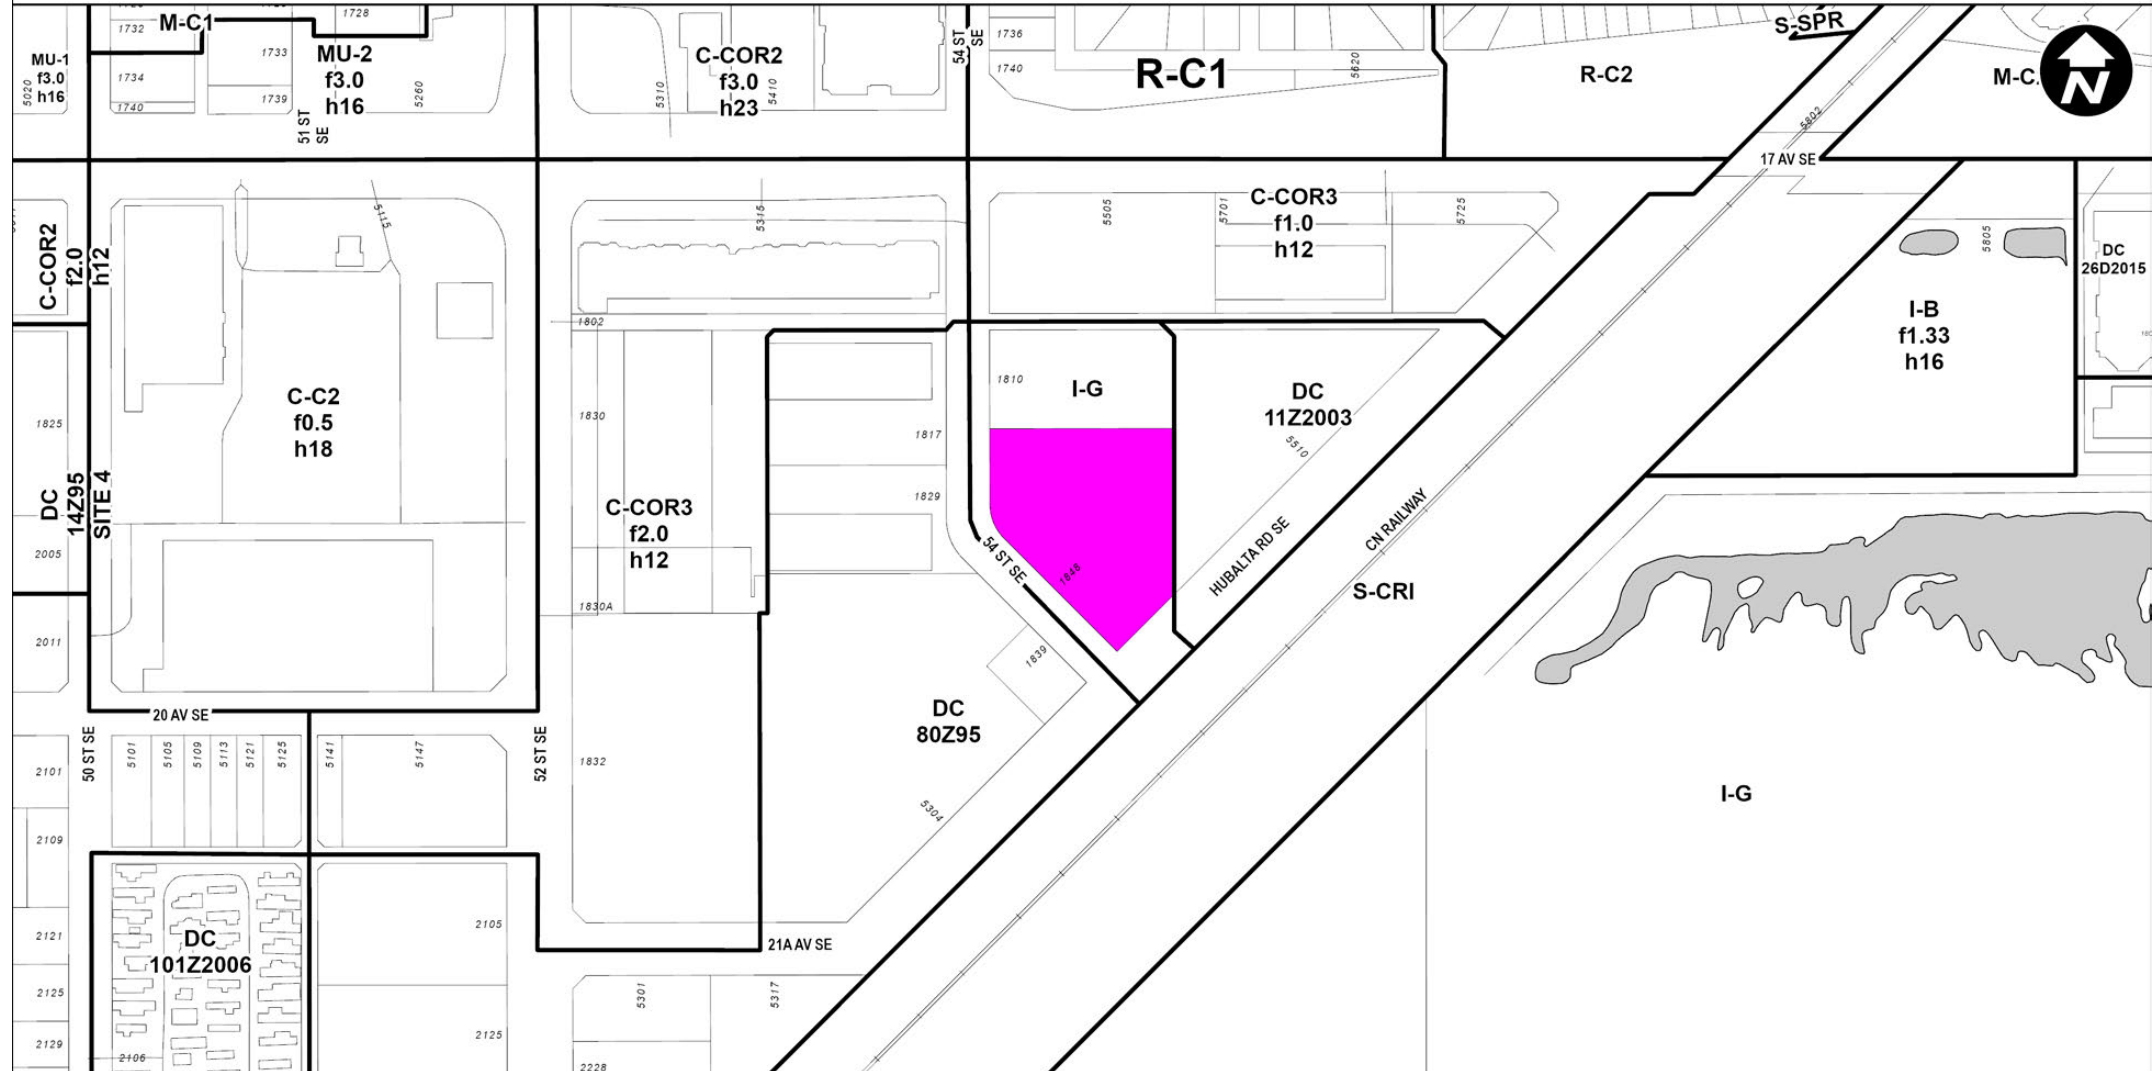 1732
M-C1
1728
1736
S-SPR
MU-1
f3.0
h16
5020
1734
1740
1733
1739
MU-2
f3.0
h16
51 ST
SE
5260
5310
C-COR2
f3.0
h23
5410
54 ST
SE
1740
R-C1
5620
R-C2
M-C
N
5802
17 AV SE
C-COR2
f2.0
h12
5115
5315
5505
5701
C-COR3
f1.0
h12
5725
5805
DC
26D2015
I-B
f1.33
h16
1802
1825
C-C2
f0.5
h18
1830
1817
1810
I-G
DC
11Z2003
5510
DC
14Z95
SITE 4
2005
C-COR3
f2.0
h12
1829
54 ST SE
1848
HUBALTA RD SE
CN RAILWAY
S-CRI
1830A
2011
1839
20 AV SE
DC
80Z95
50 ST SE
5101
5105
5109
5113
5121
5125
5141
5147
52 ST SE
1832
2101
5304
I-G
2109
2105
2121
DC
101Z2006
21A AV SE
2125
5301
5317
2125
2129
2106
2228